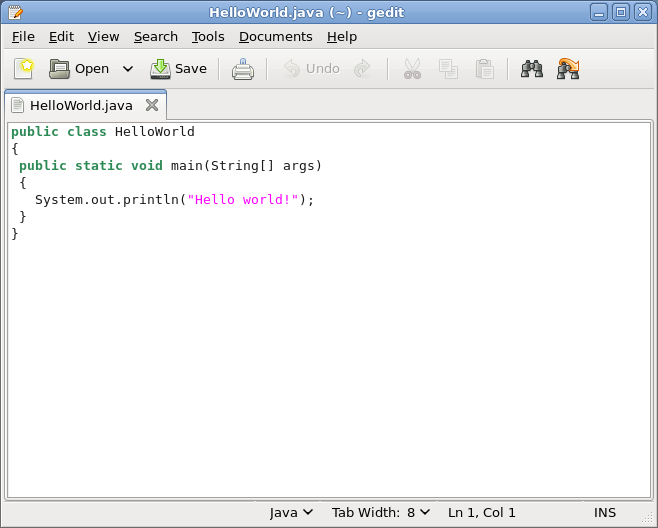 HelloWorld.java (~) - gedit
File Edit View Search Tools Documents Help
Open Save Undo
HelloWorld.java
public class HelloWorld
{
 public static void main(String[] args)
 {
   System.out.println("Hello world!");
 }
}
Java Tab Width: 8 Ln 1, Col 1 INS